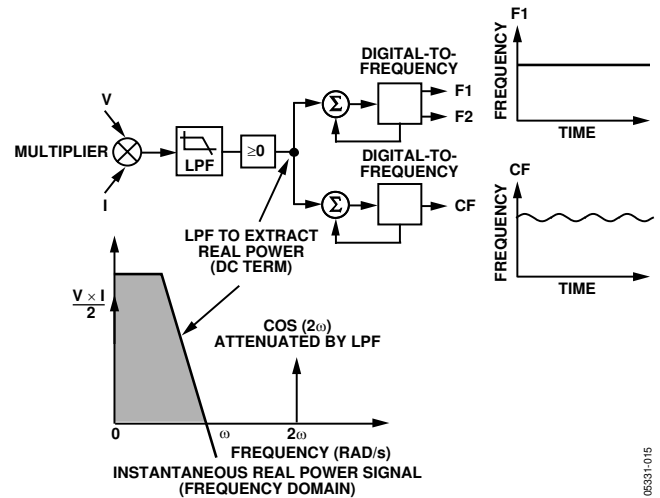 DIGITAL-TO-
FREQUENCY
F1
F2
V
MULTIPLIER
I
LPF
≥0
Σ
DIGITAL-TO-
FREQUENCY
Σ
CF
F1
FREQUENCY
TIME
CF
FREQUENCY
TIME
LPF TO EXTRACT
REAL POWER
(DC TERM)
V × I
2
COS (2ω)
ATTENUATED BY LPF
0
ω
2ω
FREQUENCY (RAD/s)
INSTANTANEOUS REAL POWER SIGNAL
(FREQUENCY DOMAIN)
05331-015